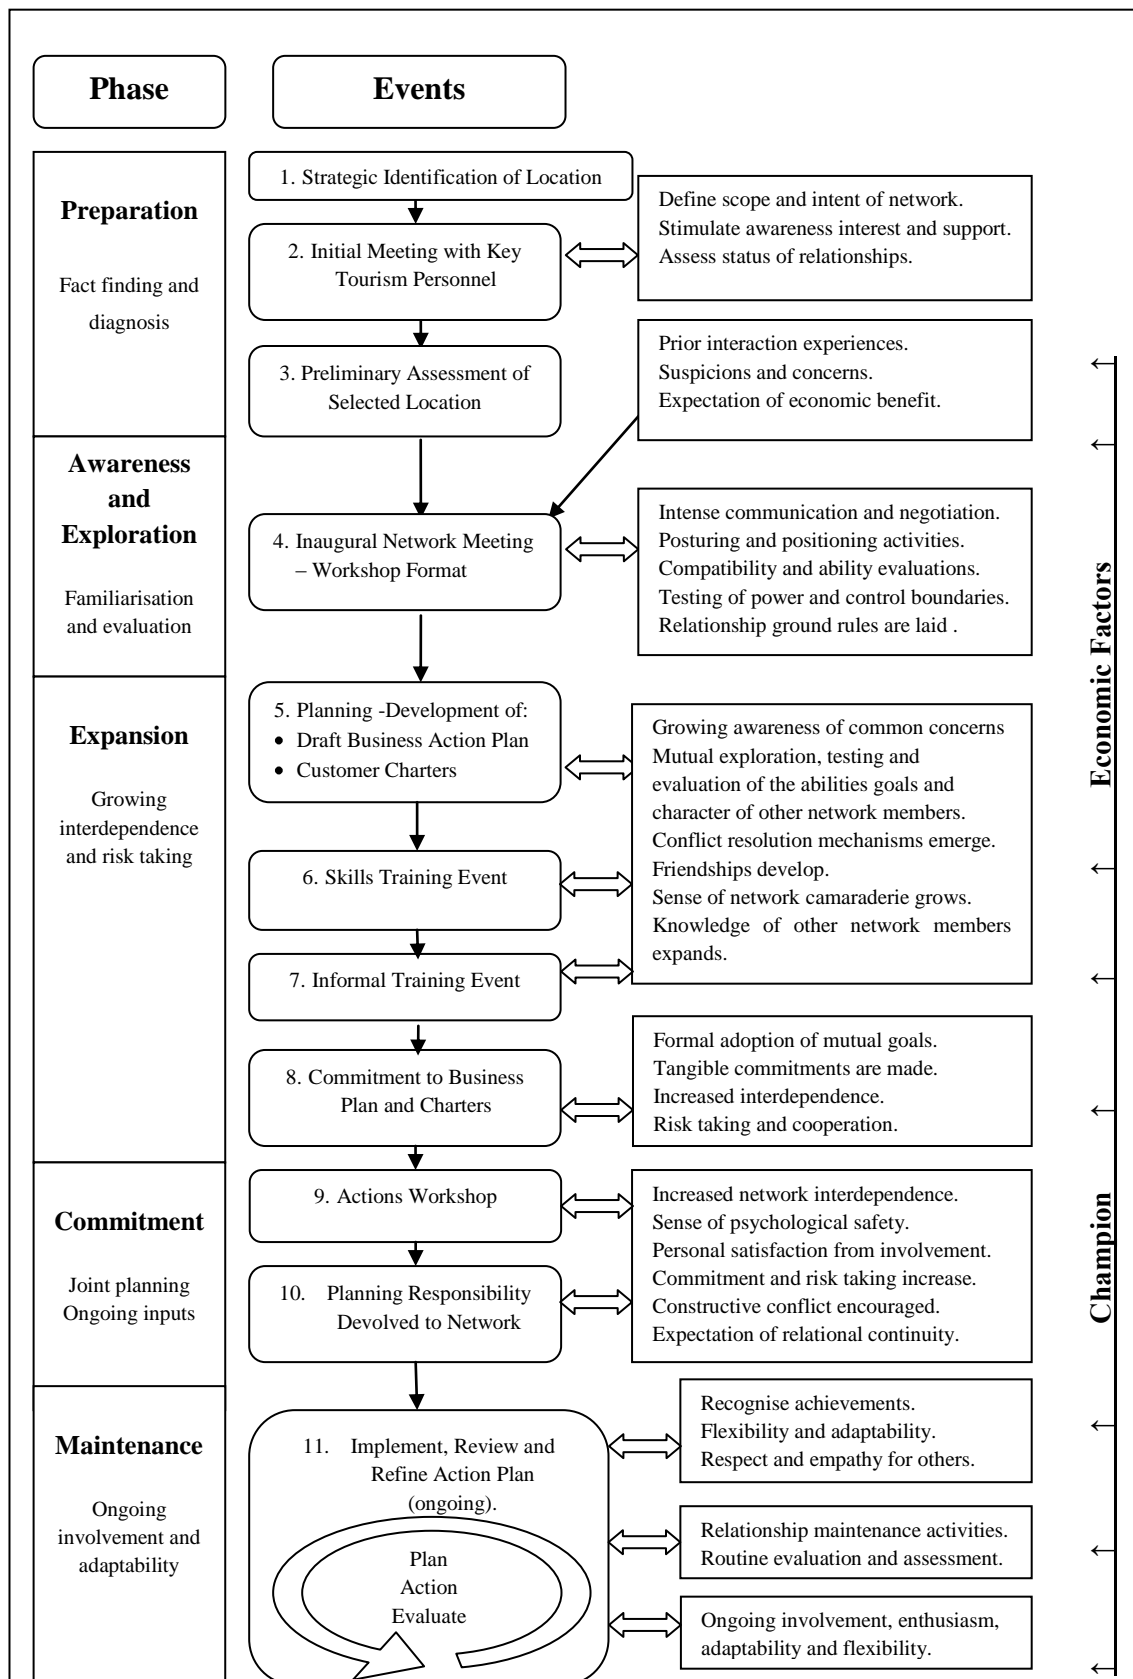 Phase
Events
Preparation
Fact finding and
diagnosis
1. Strategic Identification of Location
2. Initial Meeting with Key
Tourism Personnel
Define scope and intent of network.
Stimulate awareness interest and support.
Assess status of relationships.
3. Preliminary Assessment of
Selected Location
Prior interaction experiences.
Suspicions and concerns.
Expectation of economic benefit.
Awareness
and
Exploration
Familiarisation
and evaluation
4. Inaugural Network Meeting
– Workshop Format
Intense communication and negotiation.
Posturing and positioning activities.
Compatibility and ability evaluations.
Testing of power and control boundaries.
Relationship ground rules are laid .
Expansion
Growing
interdependence
and risk taking
5. Planning -Development of:
• Draft Business Action Plan
• Customer Charters
6. Skills Training Event
7. Informal Training Event
Growing awareness of common concerns
Mutual exploration, testing and
evaluation of the abilities goals and
character of other network members.
Conflict resolution mechanisms emerge.
Friendships develop.
Sense of network camaraderie grows.
Knowledge of other network members
expands.
8. Commitment to Business
Plan and Charters
Formal adoption of mutual goals.
Tangible commitments are made.
Increased interdependence.
Risk taking and cooperation.
Commitment
Joint planning
Ongoing inputs
9. Actions Workshop
10. Planning Responsibility
Devolved to Network
Increased network interdependence.
Sense of psychological safety.
Personal satisfaction from involvement.
Commitment and risk taking increase.
Constructive conflict encouraged.
Expectation of relational continuity.
Maintenance
Ongoing
involvement and
adaptability
11. Implement, Review and
Refine Action Plan
(ongoing).
Plan
Action
Evaluate
Recognise achievements.
Flexibility and adaptability.
Respect and empathy for others.
Relationship maintenance activities.
Routine evaluation and assessment.
Ongoing involvement, enthusiasm,
adaptability and flexibility.
Economic Factors
Champion